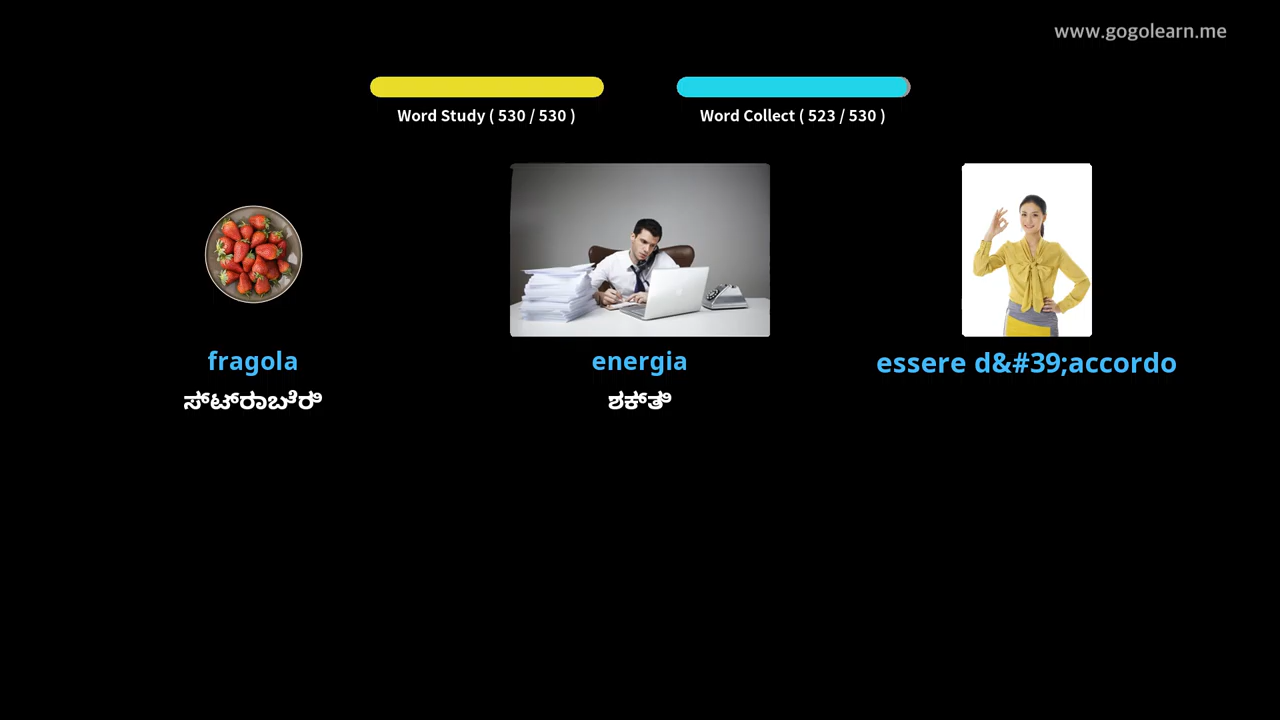 www.gogolearn.me
Word Study ( 530 / 530 )
Word Collect ( 523 / 530 )
fragola
energia
essere d&#39;accordo
ಸ್ಟ್ರಾಬೆರಿ
ಶಕ್ತಿ